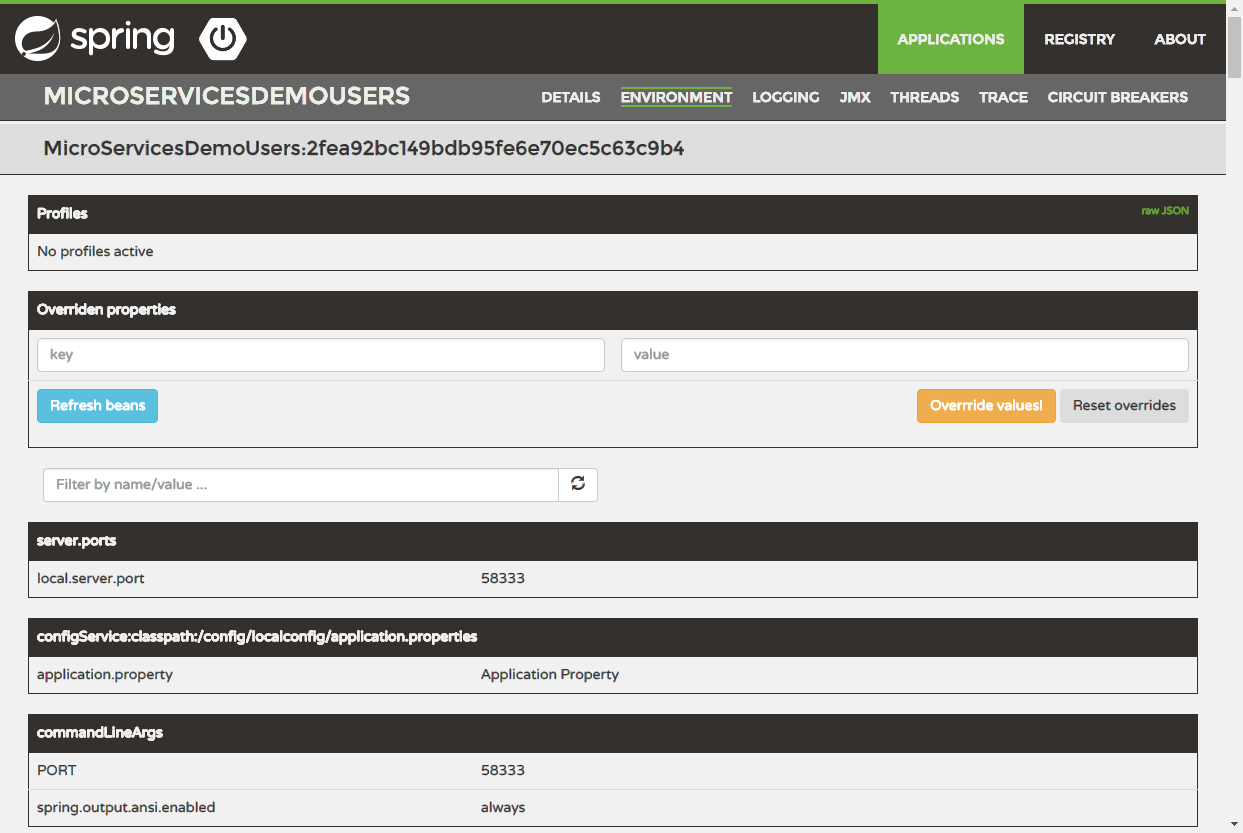 spring APPLICATIONS REGISTRY ABOUT
MICROSERVICESDEMOUSERS DETAILS ENVIRONMENT LOGGING JMX THREADS TRACE CIRCUIT BREAKERS
MicroServicesDemoUsers:2fea92bc149bdb95fe6e70ec5c63c9b4
Profiles raw JSON
No profiles active
Overriden properties
key value
Refresh beans Overrride values! Reset overrides
Filter by name/value ...
server.ports
local.server.port 58333
configService:classpath:/config/localconfig/application.properties
application.property Application Property
commandLineArgs
PORT 58333
spring.output.ansi.enabled always